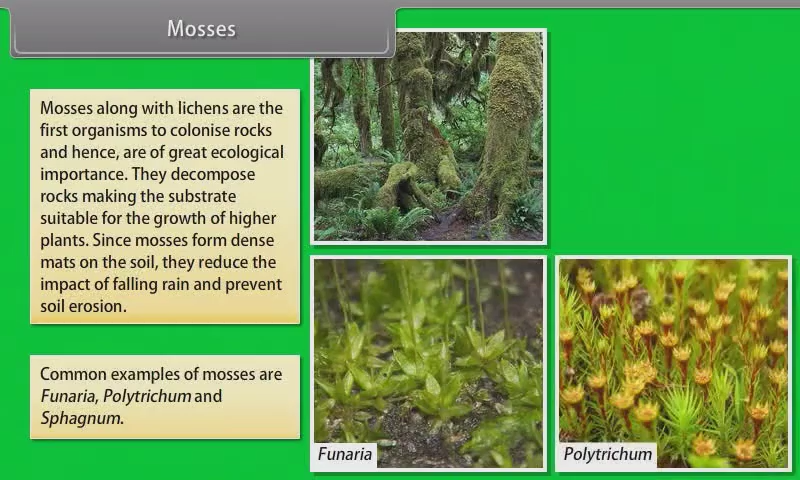 Mosses
Mosses along with lichens are the
first organisms to colonise rocks
and hence, are of great ecological
importance. They decompose
rocks making the substrate
suitable for the growth of higher
plants. Since mosses form dense
mats on the soil, they reduce the
impact of falling rain and prevent
soil erosion.
Common examples of mosses are
Funaria, Polytrichum and
Sphagnum.
Funaria
Polytrichum